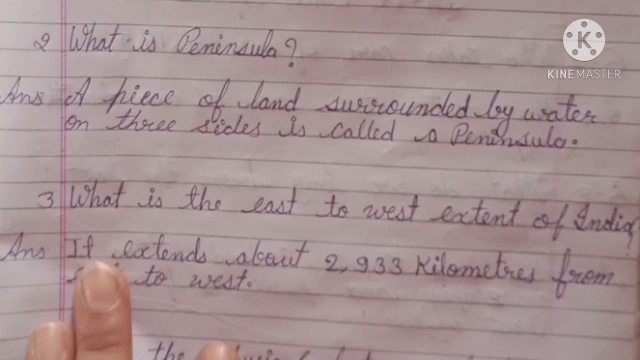 2 What is Peninsula?
Ans A piece of land surrounded by water
on three sides is called a Peninsula.
3 What is the east to west extent of India
Ans It extends about 2,933 Kilometres from
to west.
the
KINEMASTER